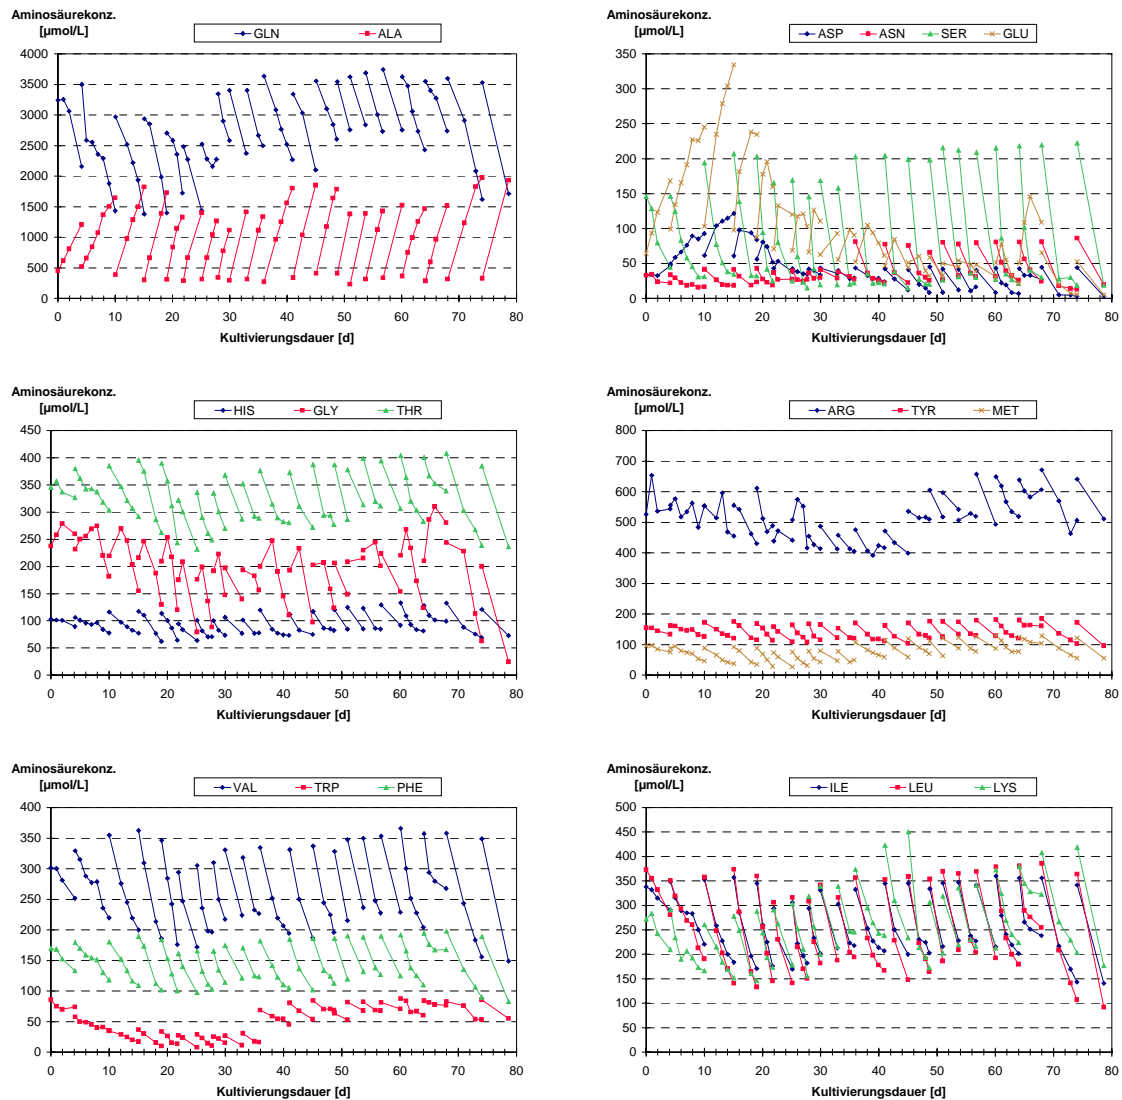 Aminosäurekonz.
[µmol/L]
GLN ALA
4000
3500
3000
2500
2000
1500
1000
500
0
0 10 20 30 40 50 60 70 80
Kultivierungsdauer [d]
Aminosäurekonz.
[µmol/L]
ASP ASN SER GLU
350
300
250
200
150
100
50
0
0 10 20 30 40 50 60 70 80
Kultivierungsdauer [d]
Aminosäurekonz.
[µmol/L]
HIS GLY THR
450
400
350
300
250
200
150
100
50
0
0 10 20 30 40 50 60 70 80
Kultivierungsdauer [d]
Aminosäurekonz.
[µmol/L]
ARG TYR MET
800
700
600
500
400
300
200
100
0
0 10 20 30 40 50 60 70 80
Kultivierungsdauer [d]
Aminosäurekonz.
[µmol/L]
VAL TRP PHE
400
350
300
250
200
150
100
50
0
0 10 20 30 40 50 60 70 80
Kultivierungsdauer [d]
Aminosäurekonz.
[µmol/L]
ILE LEU LYS
500
450
400
350
300
250
200
150
100
50
0
0 10 20 30 40 50 60 70 80
Kultivierungsdauer [d]